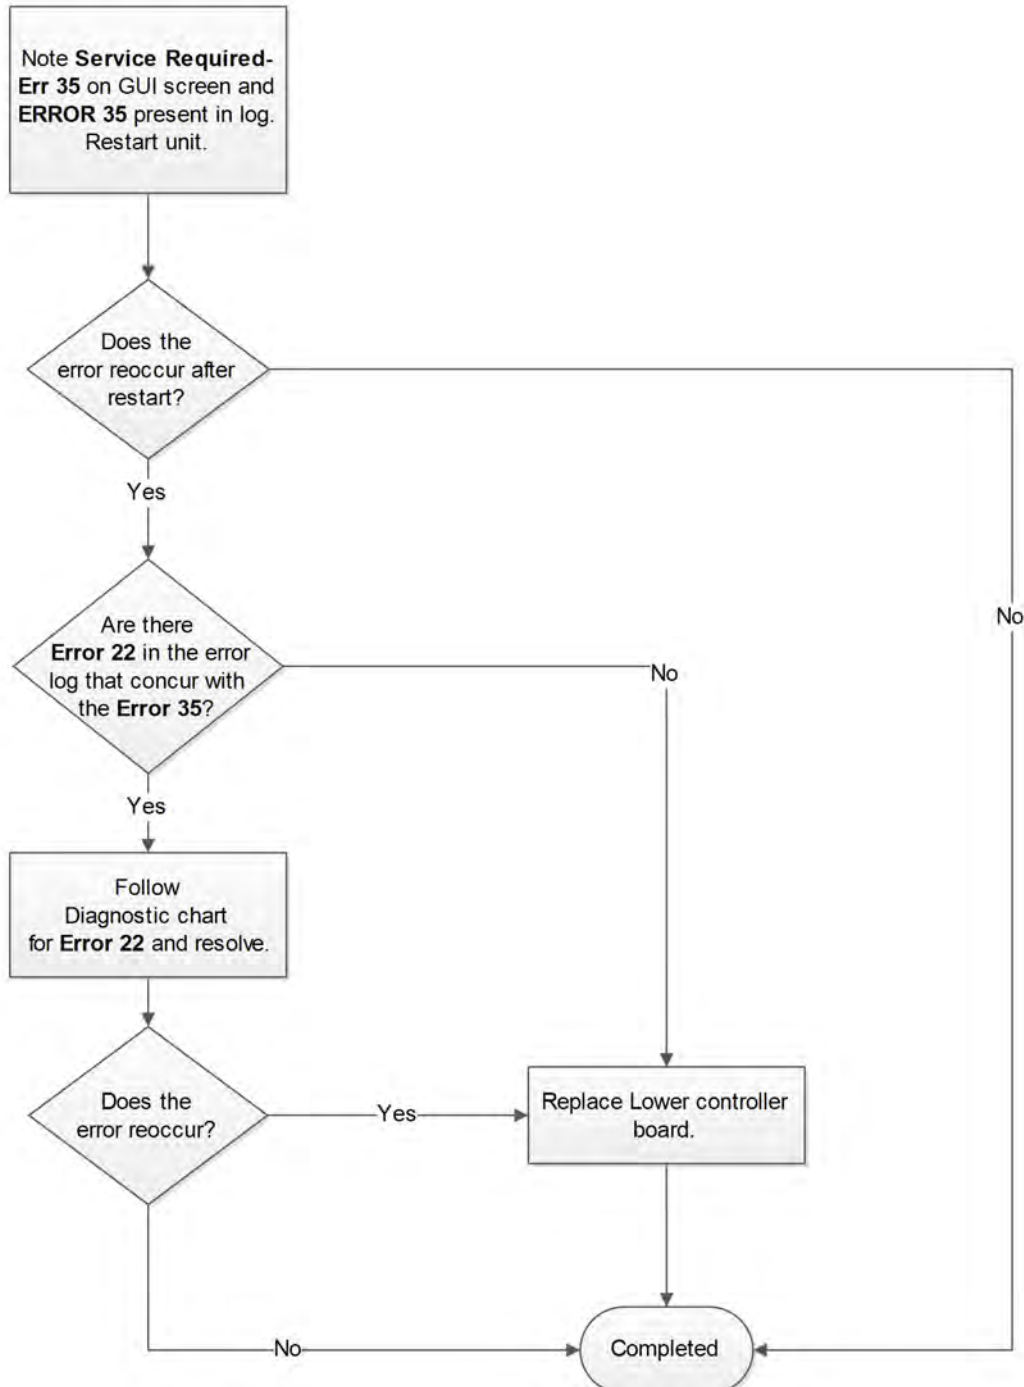 Note Service Required-
Err 35 on GUI screen and
ERROR 35 present in log.
Restart unit.
Does the
error reoccur after
restart?
Yes
No
Are there
Error 22 in the error
log that concur with
the Error 35?
No
Yes
Follow
Diagnostic chart
for Error 22 and resolve.
Does the
error reoccur?
Yes
Replace Lower controller
board.
No
Completed